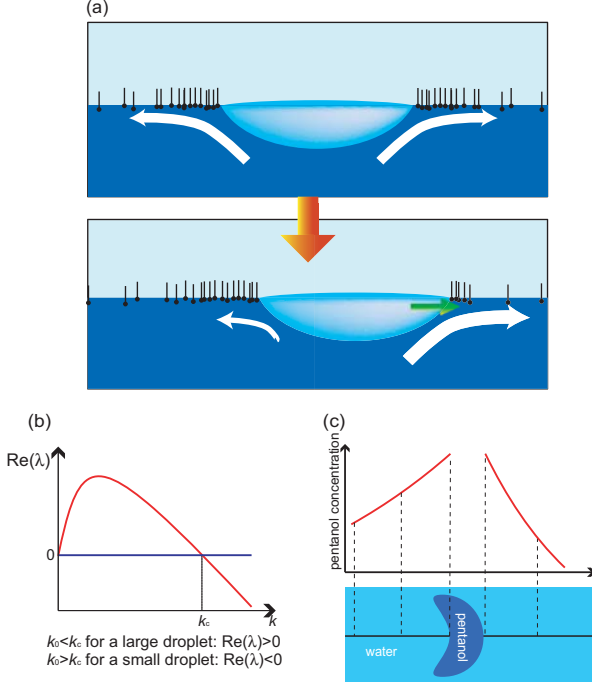 (a)
(b)
Re(λ)
0
k꜀
k
k₀<k꜀ for a large droplet: Re(λ)>0
k₀>k꜀ for a small droplet: Re(λ)<0
(c)
pentanol concentration
pentanol
water